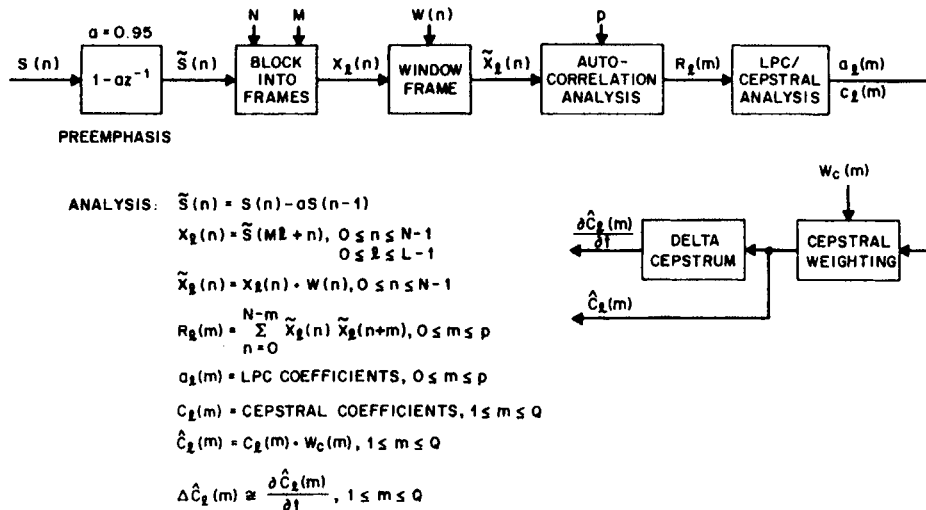 N M W(n) p
a = 0.95
S(n) 1-az⁻¹ S̃(n) BLOCK INTO FRAMES Xℓ(n) WINDOW FRAME X̃ℓ(n) AUTO-CORRELATION ANALYSIS Rℓ(m) LPC/CEPSTRAL ANALYSIS aℓ(m) cℓ(m)
PREEMPHASIS
Wc(m)
∂Ĉℓ(m)/∂t DELTA CEPSTRUM CEPSTRAL WEIGHTING
Ĉℓ(m)
ANALYSIS: S̃(n) = S(n)-aS(n-1)
Xℓ(n) = S̃(Mℓ+n), 0 ≤ n ≤ N-1
0 ≤ ℓ ≤ L-1
X̃ℓ(n) = Xℓ(n) • W(n), 0 ≤ n ≤ N-1
Rℓ(m) = Σ_{n=0}^{N-m} X̃ℓ(n) X̃ℓ(n+m), 0 ≤ m ≤ p
aℓ(m) = LPC COEFFICIENTS, 0 ≤ m ≤ p
Cℓ(m) = CEPSTRAL COEFFICIENTS, 1 ≤ m ≤ Q
Ĉℓ(m) = Cℓ(m) • Wc(m), 1 ≤ m ≤ Q
ΔĈℓ(m) ≅ ∂Ĉℓ(m)/∂t, 1 ≤ m ≤ Q